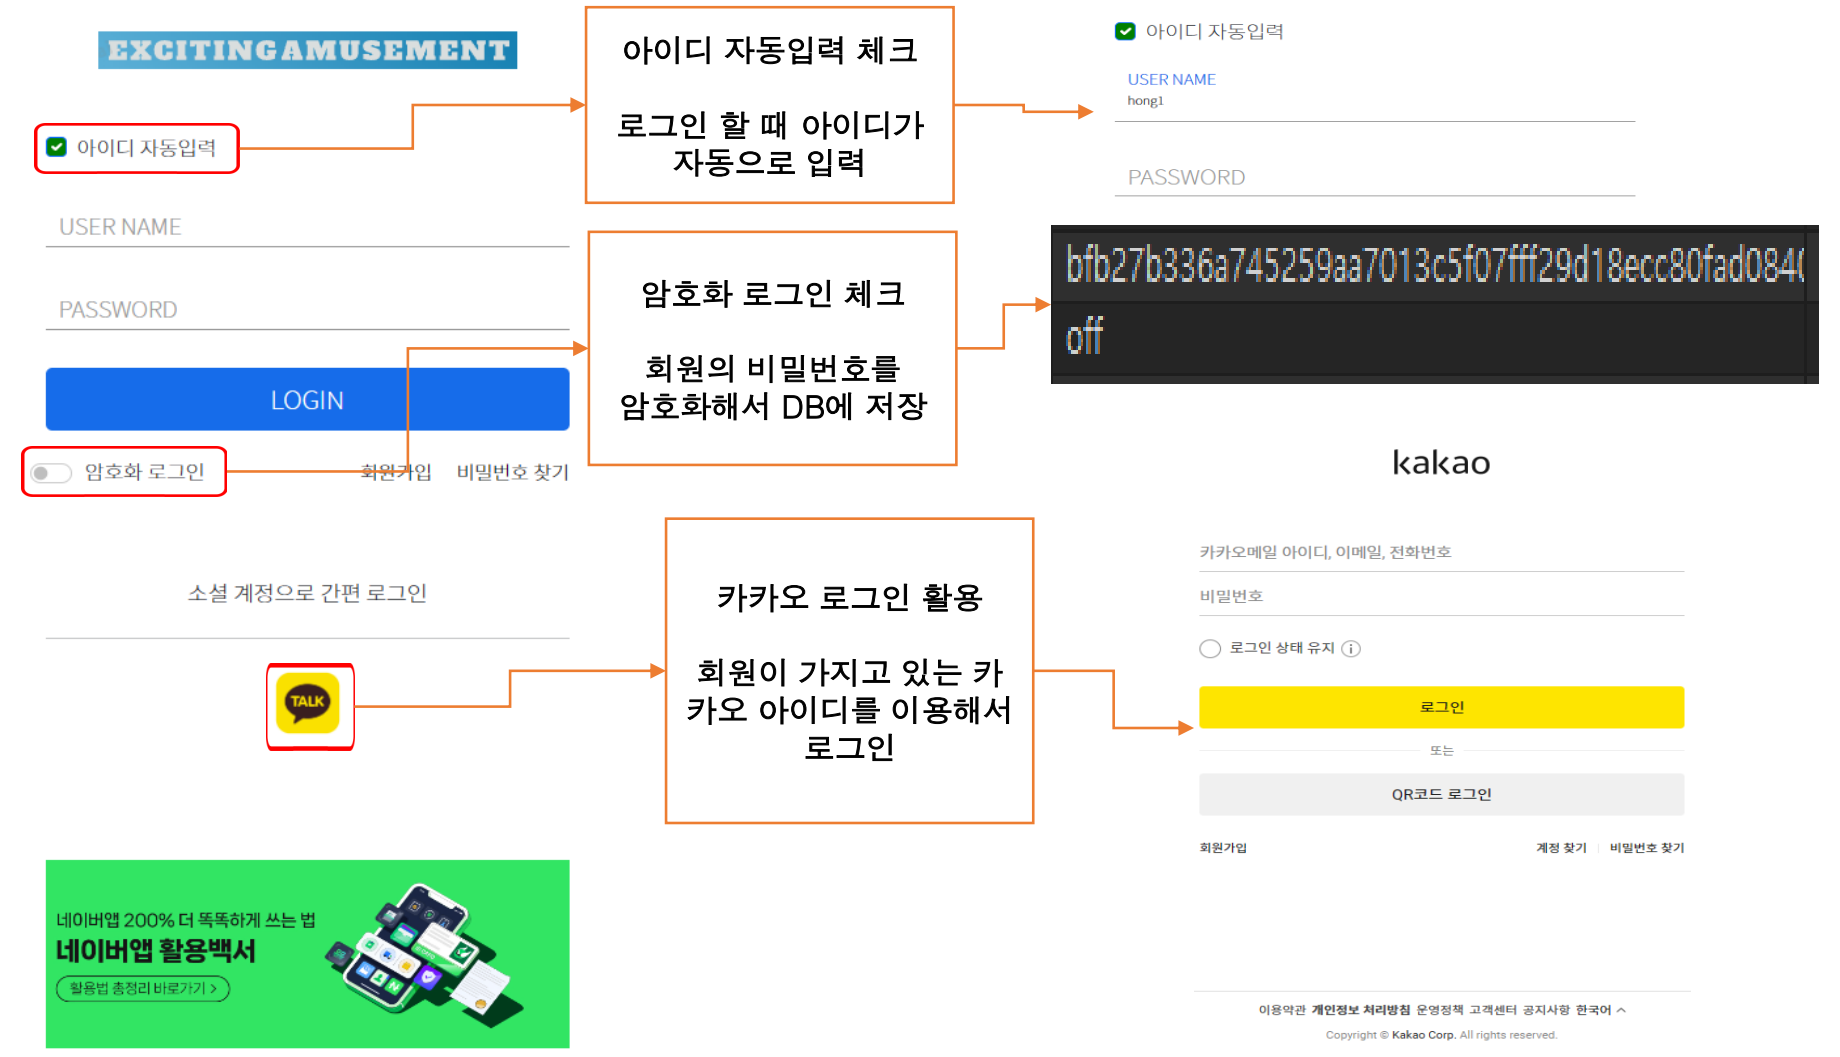 EXCITINGAMUSEMENT
아이디 자동입력
USER NAME
PASSWORD
LOGIN
암호화 로그인
회원가입 비밀번호 찾기
소셜 계정으로 간편 로그인
TALK
네이버앱 200% 더 똑똑하게 쓰는 법
네이버앱 활용백서
활용법 총정리 바로가기 >
아이디 자동입력 체크
로그인 할 때 아이디가
자동으로 입력
암호화 로그인 체크
회원의 비밀번호를
암호화해서 DB에 저장
카카오 로그인 활용
회원이 가지고 있는 카
카오 아이디를 이용해서
로그인
아이디 자동입력
USER NAME
hong1
PASSWORD
bfb27b336a745259aa7013c5f07fff29d18ecc80fad0840
off
kakao
카카오메일 아이디, 이메일, 전화번호
비밀번호
로그인 상태 유지 i
로그인
또는
QR코드 로그인
회원가입 계정 찾기 | 비밀번호 찾기
이용약관 개인정보 처리방침 운영정책 고객센터 공지사항 한국어
Copyright © Kakao Corp. All rights reserved.